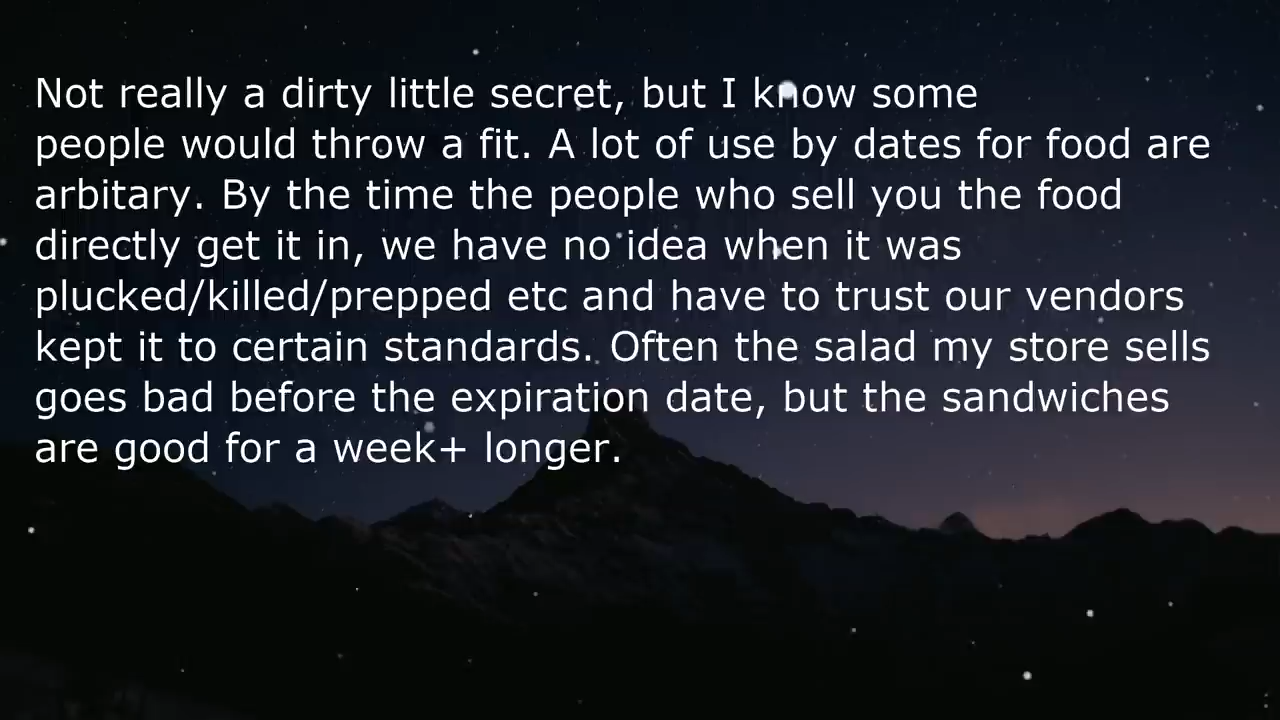 Not really a dirty little secret, but I know some
people would throw a fit. A lot of use by dates for food are
arbitary. By the time the people who sell you the food
directly get it in, we have no idea when it was
plucked/killed/prepped etc and have to trust our vendors
kept it to certain standards. Often the salad my store sells
goes bad before the expiration date, but the sandwiches
are good for a week+ longer.